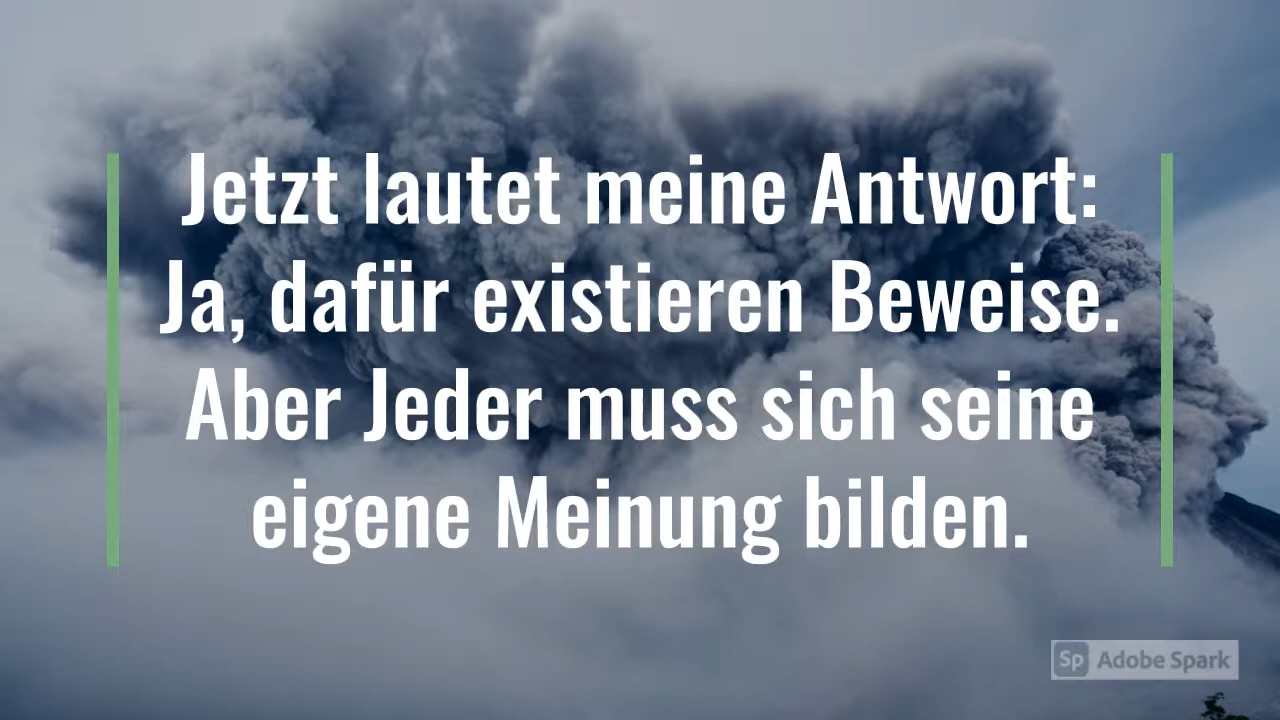 Jetzt lautet meine Antwort:
Ja, dafür existieren Beweise.
Aber Jeder muss sich seine
eigene Meinung bilden.
Sp Adobe Spark